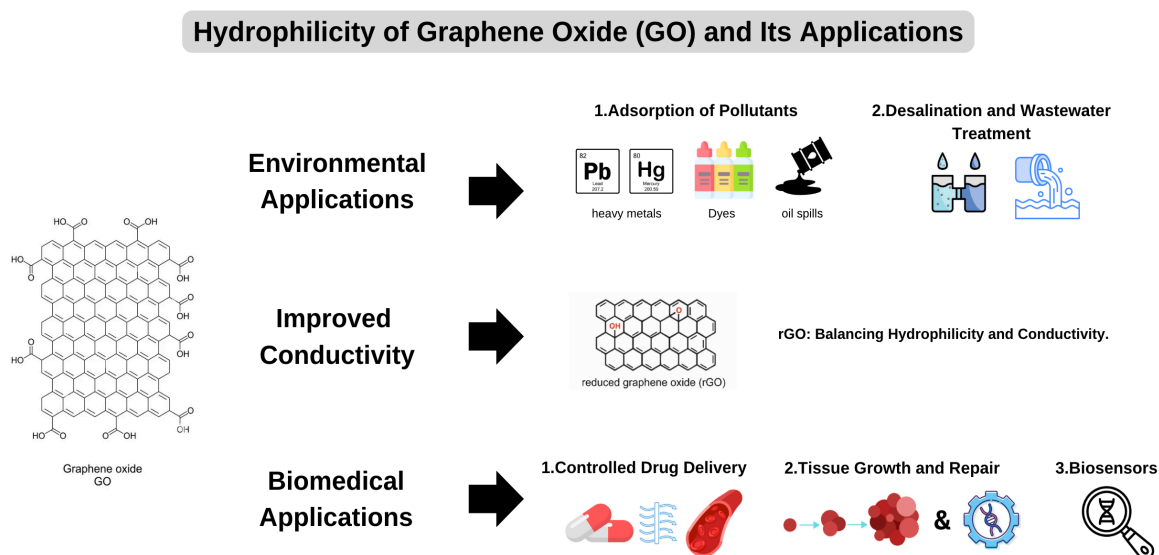 Hydrophilicity of Graphene Oxide (GO) and Its Applications
Environmental
Applications
1.Adsorption of Pollutants
82
Pb
Lead
207.2
80
Hg
Mercury
200.59
heavy metals
Dyes
oil spills
2.Desalination and Wastewater
Treatment
HO
O
O
OH
HO
O
O
OH
O
OH
HO
O
O
OH
HO
O
O
OH
O
OH
Graphene oxide
GO
Improved
Conductivity
OH
O
reduced graphene oxide (rGO)
rGO: Balancing Hydrophilicity and Conductivity.
Biomedical
Applications
1.Controlled Drug Delivery
2.Tissue Growth and Repair
&
3.Biosensors